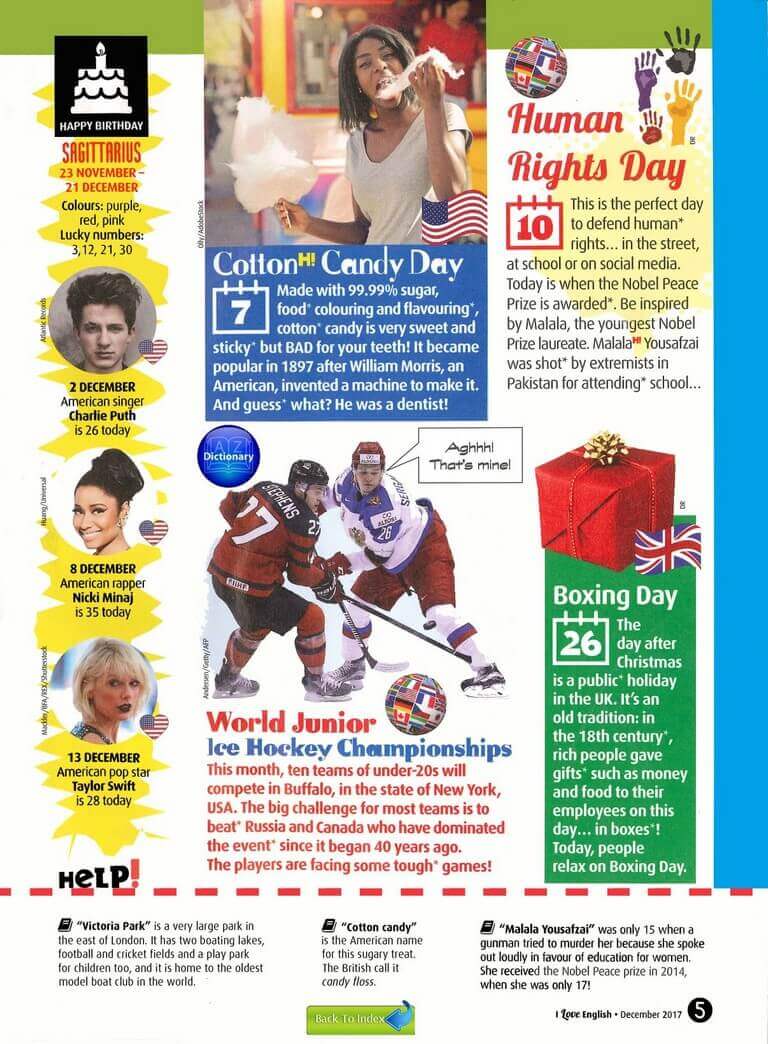 HAPPY BIRTHDAY
SAGITTARIUS
23 NOVEMBER –
21 DECEMBER
Colours: purple,
red, pink
Lucky numbers:
3,12, 21, 30
Atlantic Records
2 DECEMBER
American singer
Charlie Puth
is 26 today
Huang/Universal
8 DECEMBER
American rapper
Nicki Minaj
is 35 today
Mackler/BFA/REX/Shutterstock
13 DECEMBER
American pop star
Taylor Swift
is 28 today
Olly/AdobeStock
Cotton H! Candy Day
7
Made with 99.99% sugar,
food* colouring and flavouring*,
cotton* candy is very sweet and
sticky* but BAD for your teeth! It became
popular in 1897 after William Morris, an
American, invented a machine to make it.
And guess* what? He was a dentist!
Human
Rights Day
DR
10
This is the perfect day
to defend human*
rights... in the street,
at school or on social media.
Today is when the Nobel Peace
Prize is awarded*. Be inspired
by Malala, the youngest Nobel
Prize laureate. Malala H! Yousafzai
was shot* by extremists in
Pakistan for attending* school...
AZ
Dictionary
Aghhh!
That's mine!
STEPHENS
27
27
26
Andersen/Getty/AFP
World Junior
Ice Hockey Championships
This month, ten teams of under-20s will
compete in Buffalo, in the state of New York,
USA. The big challenge for most teams is to
beat* Russia and Canada who have dominated
the event* since it began 40 years ago.
The players are facing some tough* games!
DR
Boxing Day
26
The
day after
Christmas
is a public* holiday
in the UK. It's an
old tradition: in
the 18th century*,
rich people gave
gifts* such as money
and food to their
employees on this
day... in boxes*!
Today, people
relax on Boxing Day.
HELP!
"Victoria Park" is a very large park in
the east of London. It has two boating lakes,
football and cricket fields and a play park
for children too, and it is home to the oldest
model boat club in the world.
"Cotton candy"
is the American name
for this sugary treat.
The British call it
candy floss.
"Malala Yousafzai" was only 15 when a
gunman tried to murder her because she spoke
out loudly in favour of education for women.
She received the Nobel Peace prize in 2014,
when she was only 17!
Back To Index
I Love English • December 2017 5